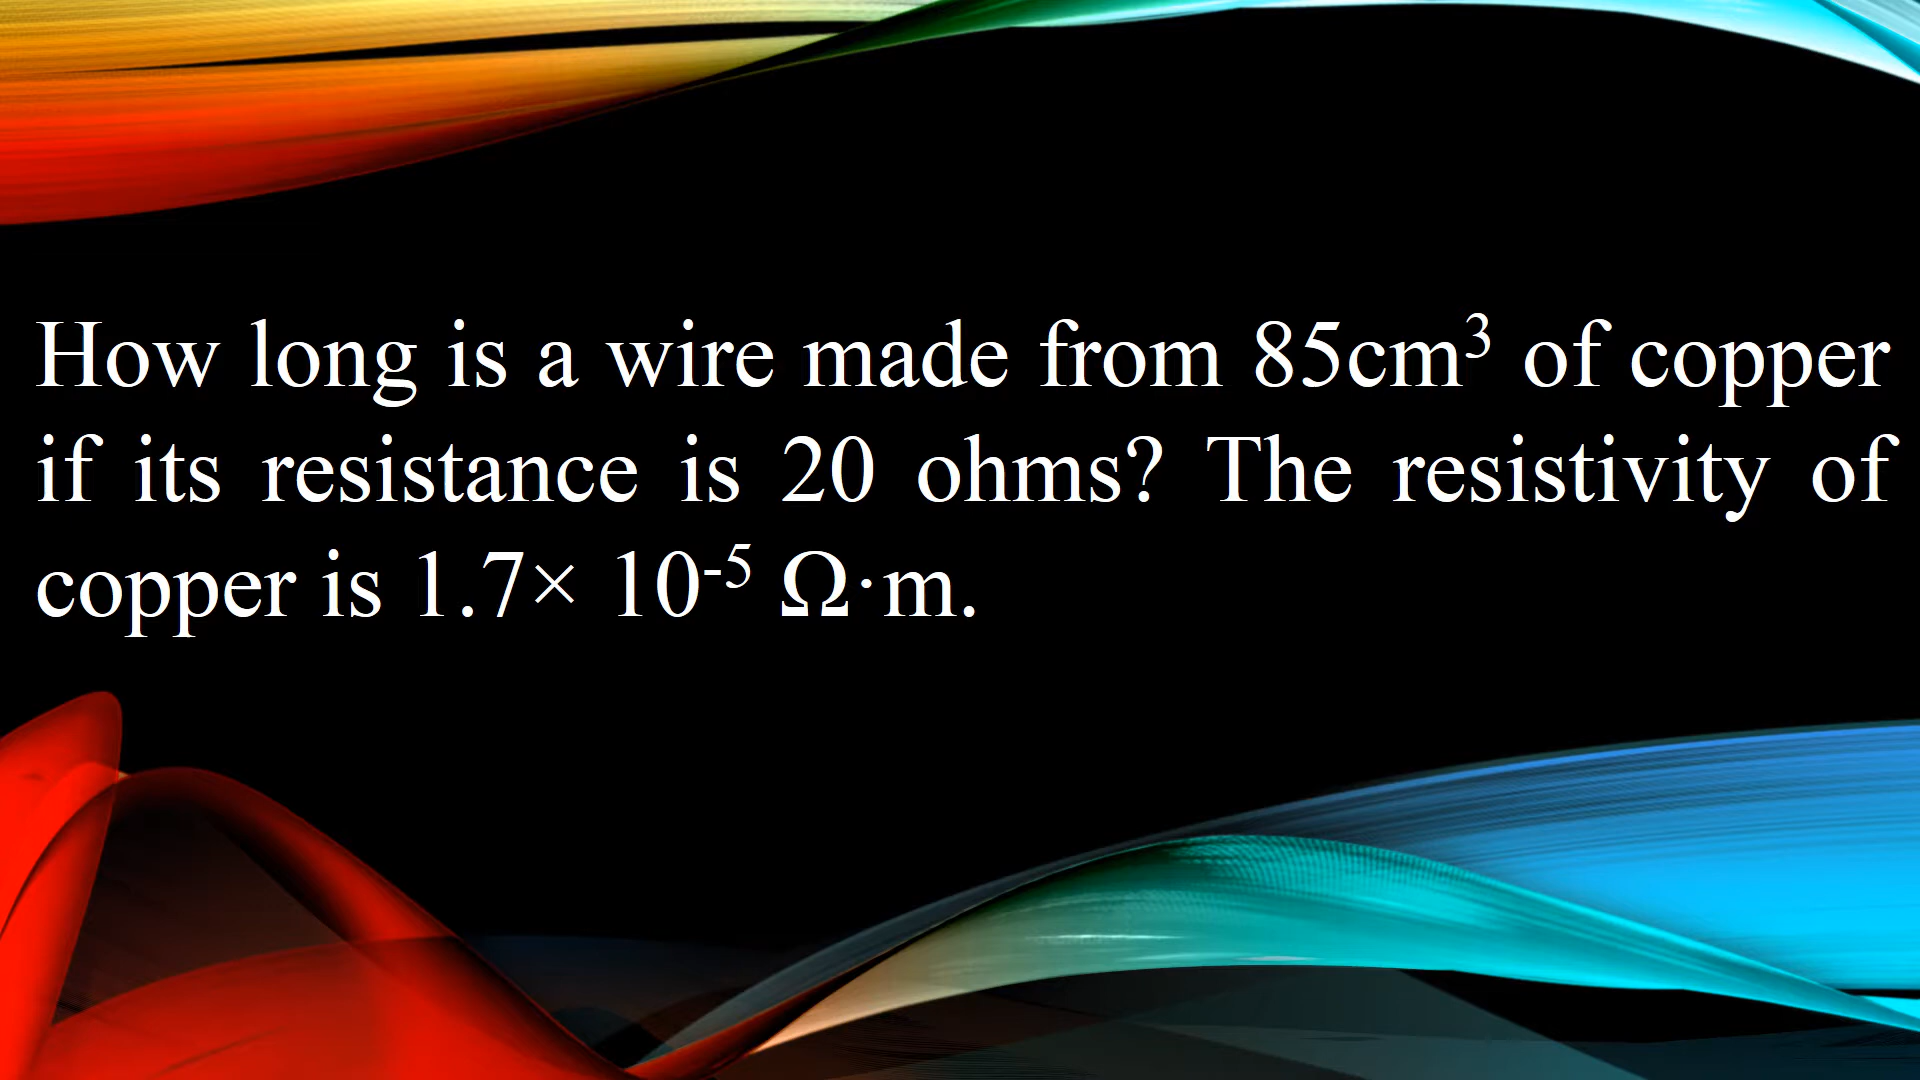 How long is a wire made from 85cm³ of copper
if its resistance is 20 ohms? The resistivity of
copper is 1.7× 10⁻⁵ Ω·m.